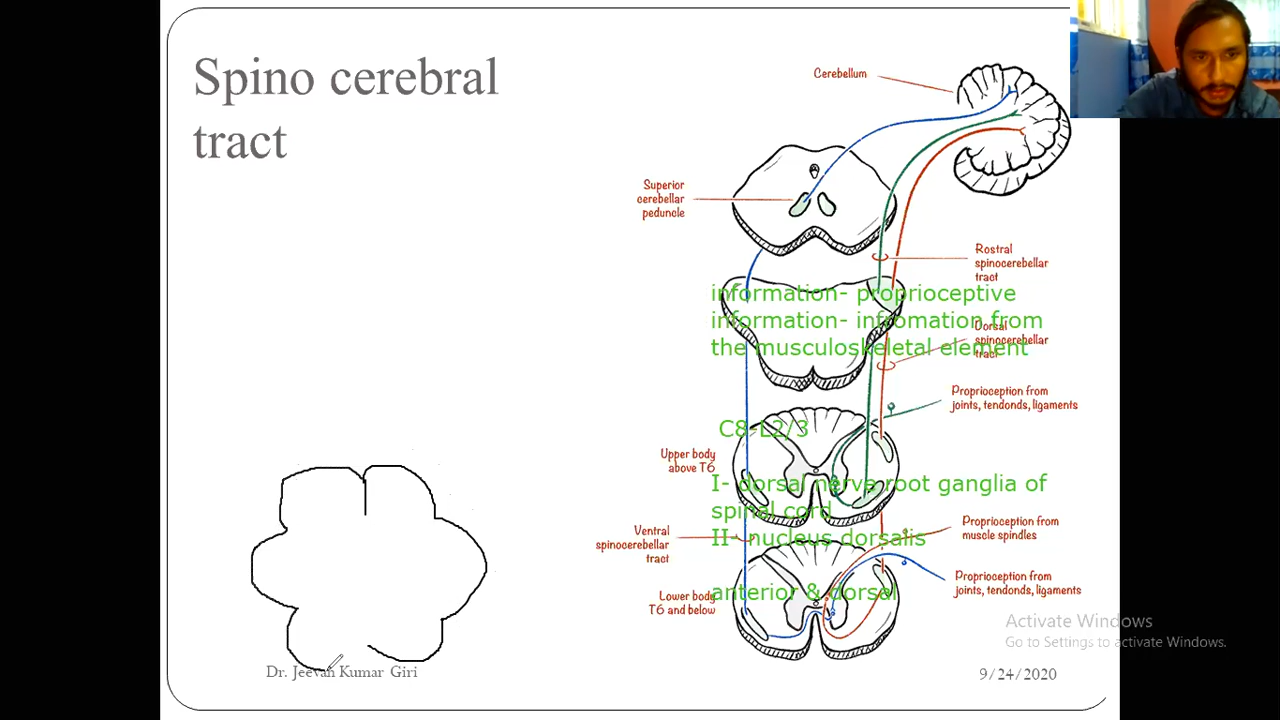 Spino cerebral
tract
Cerebellum
Superior
cerebellar
peduncle
Rostral
spinocerebellar
tract
information- proprioceptive
information- infromation from
the musculoskeletal element
Dorsal
spinocerebellar
tract
Proprioception from
joints, tendonds, ligaments
C8-L2/3
Upper body
above T6
I- dorsal nerve root ganglia of
spinal cord
II- nucleus dorsalis
Ventral
spinocerebellar
tract
Proprioception from
muscle spindles
Proprioception from
joints, tendonds, ligaments
anterior & dorsal
Lower body
T6 and below
Activate Windows
Go to Settings to activate Windows.
Dr. Jeevan Kumar Giri
9/24/2020